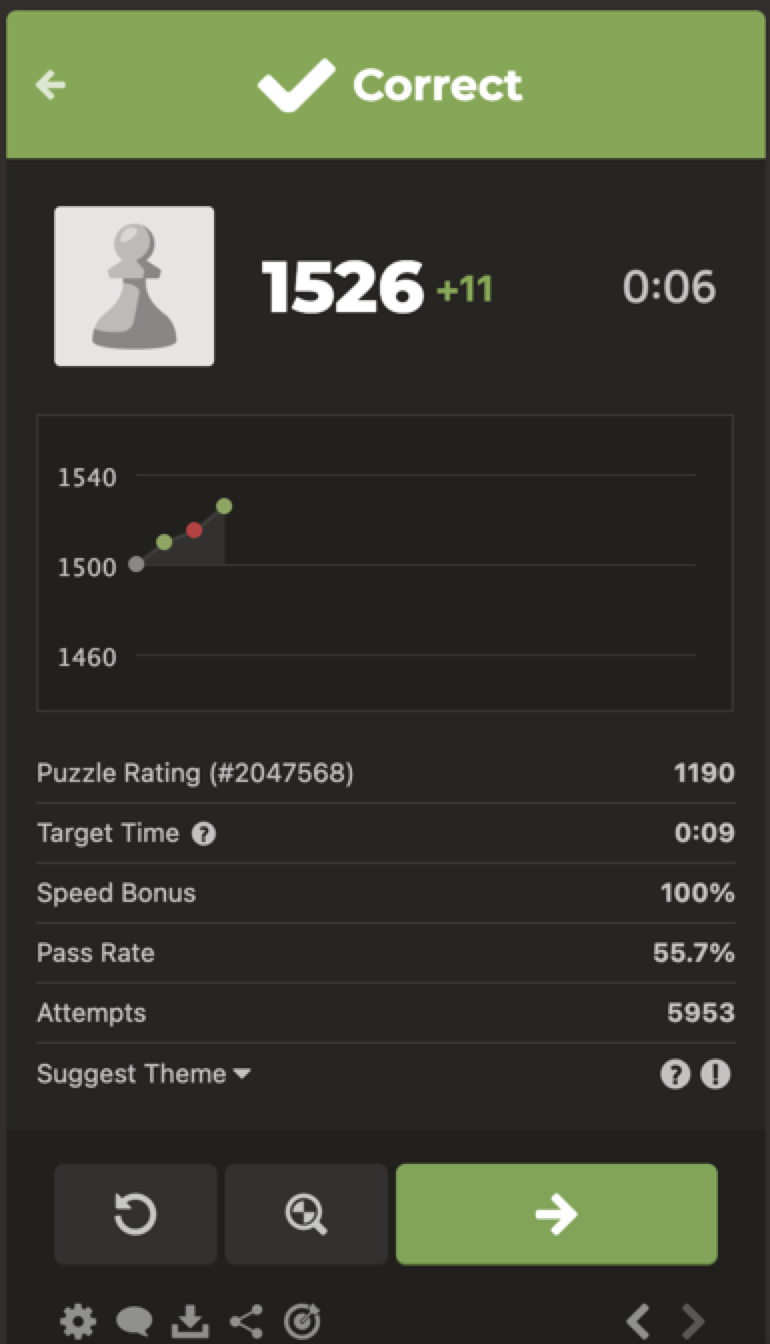 Correct
1526 +11 0:06
1540
1500
1460
Puzzle Rating (#2047568) 1190
Target Time ? 0:09
Speed Bonus 100%
Pass Rate 55.7%
Attempts 5953
Suggest Theme ? !